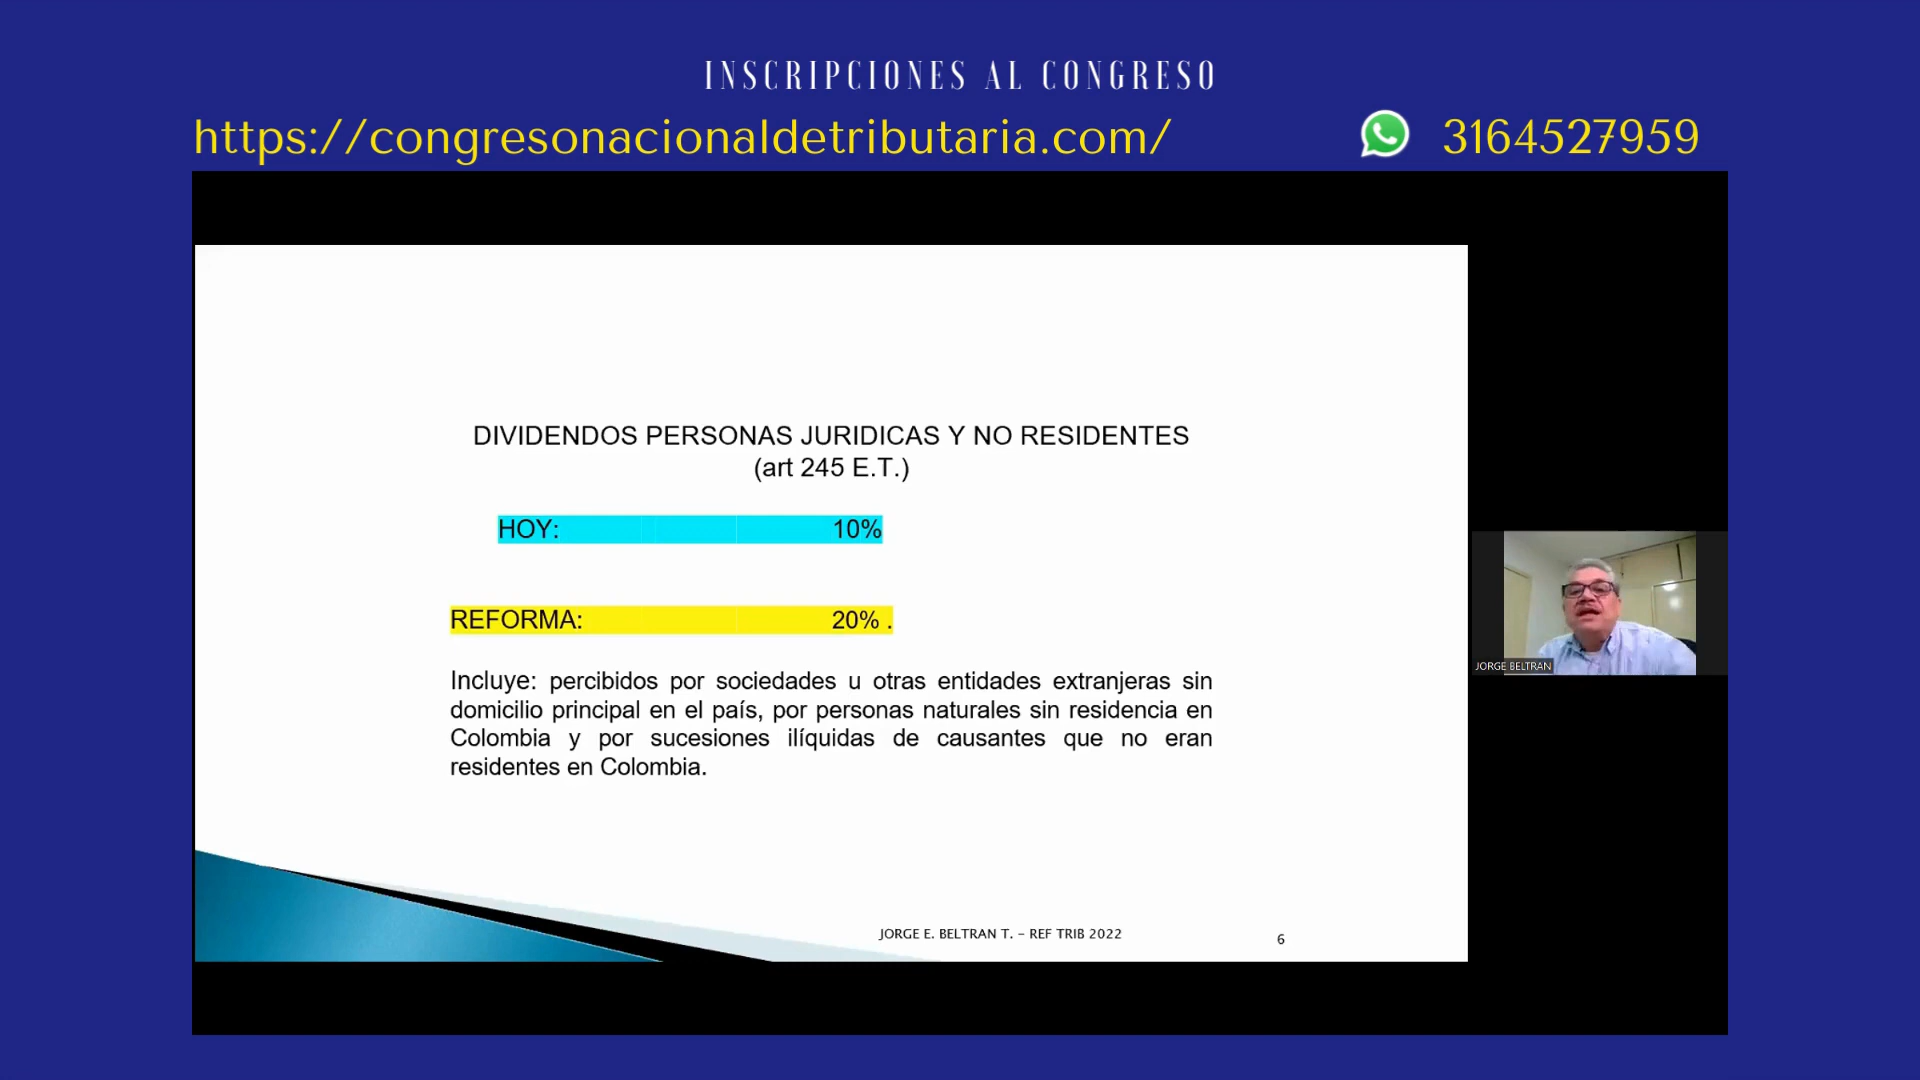 INSCRIPCIONES AL CONGRESO
https://congresonacionaldetributaria.com/
3164527959
DIVIDENDOS PERSONAS JURIDICAS Y NO RESIDENTES
(art 245 E.T.)
HOY: 10%
REFORMA: 20% .
Incluye: percibidos por sociedades u otras entidades extranjeras sin
domicilio principal en el país, por personas naturales sin residencia en
Colombia y por sucesiones ilíquidas de causantes que no eran
residentes en Colombia.
JORGE BELTRAN
JORGE E. BELTRAN T. - REF TRIB 2022
6